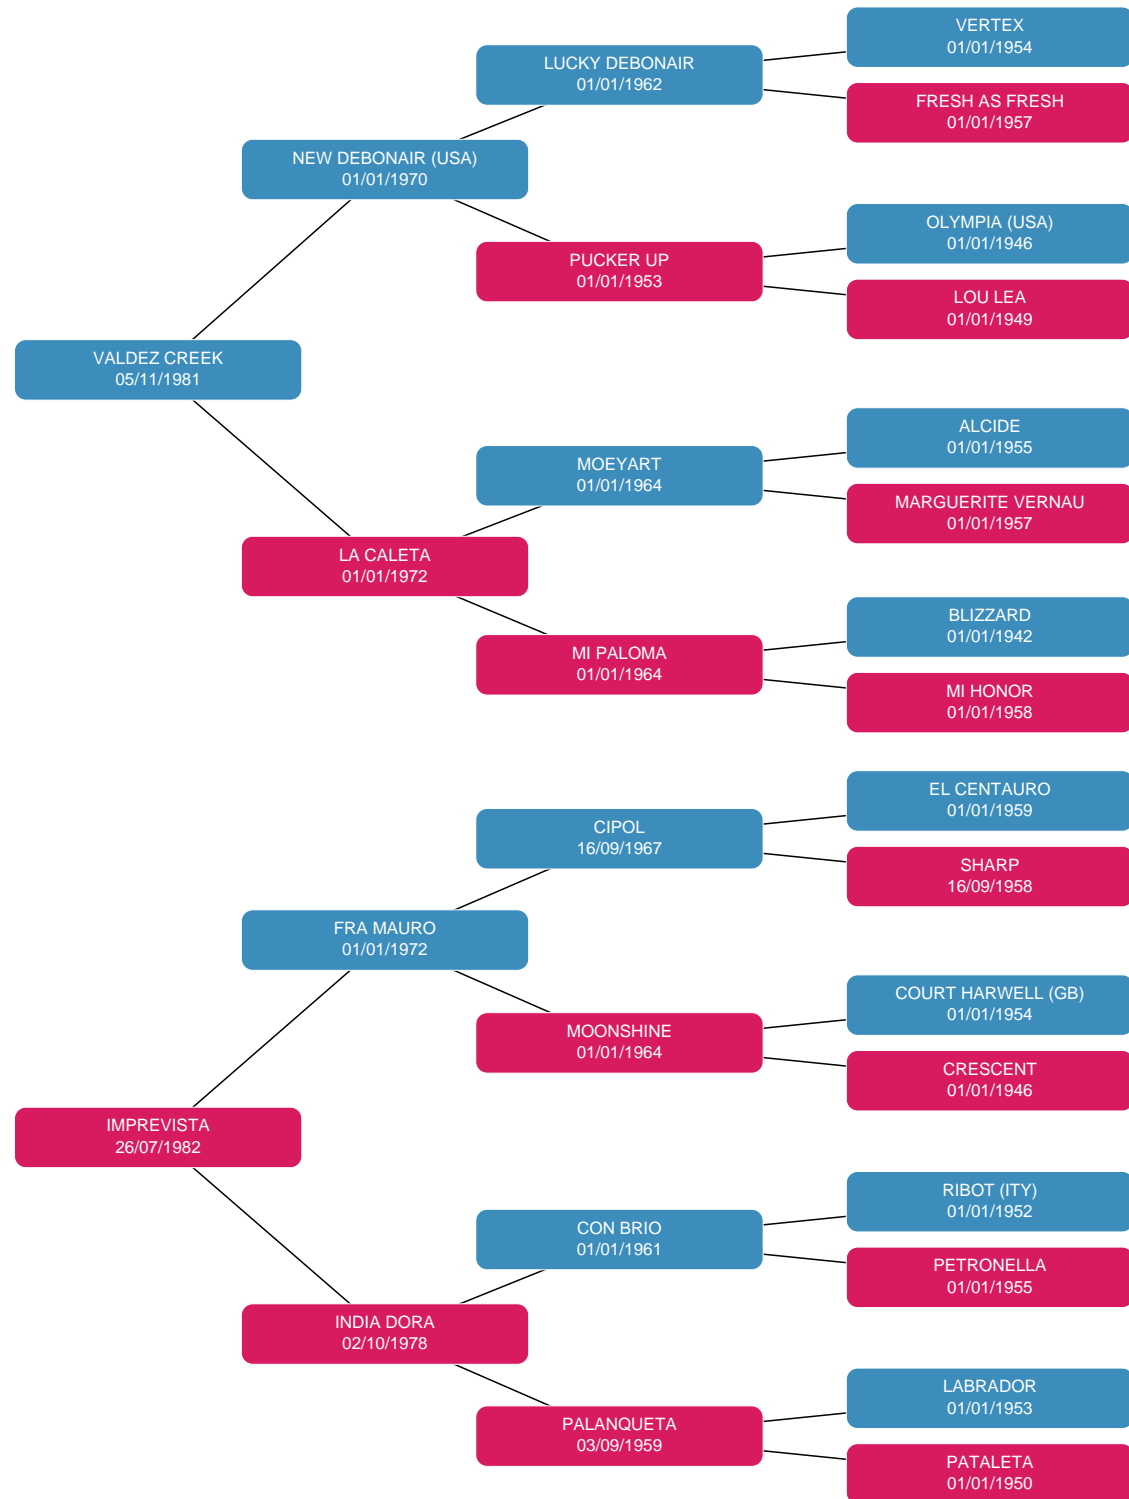 VERTEX
01/01/1954
LUCKY DEBONAIR
01/01/1962
FRESH AS FRESH
01/01/1957
NEW DEBONAIR (USA)
01/01/1970
OLYMPIA (USA)
01/01/1946
PUCKER UP
01/01/1953
LOU LEA
01/01/1949
VALDEZ CREEK
05/11/1981
ALCIDE
01/01/1955
MOEYART
01/01/1964
MARGUERITE VERNAU
01/01/1957
LA CALETA
01/01/1972
BLIZZARD
01/01/1942
MI PALOMA
01/01/1964
MI HONOR
01/01/1958
EL CENTAURO
01/01/1959
CIPOL
16/09/1967
SHARP
16/09/1958
FRA MAURO
01/01/1972
COURT HARWELL (GB)
01/01/1954
MOONSHINE
01/01/1964
CRESCENT
01/01/1946
IMPREVISTA
26/07/1982
RIBOT (ITY)
01/01/1952
CON BRIO
01/01/1961
PETRONELLA
01/01/1955
INDIA DORA
02/10/1978
LABRADOR
01/01/1953
PALANQUETA
03/09/1959
PATALETA
01/01/1950